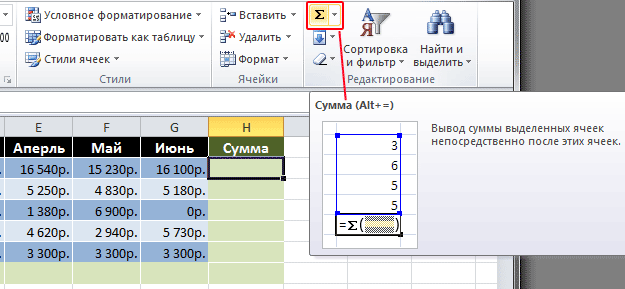 Условное форматирование
Вставить
Σ
000
Форматировать как таблицу
Удалить
Стили ячеек
Формат
Сортировка
и фильтр
Найти и
выделить
Стили
Ячейки
Редактирование
Сумма (Alt+=)
Вывод суммы выделенных ячеек
непосредственно после этих ячеек.
3
6
5
5
=Σ( )
E F G H
Аперль Май Июнь Сумма
16 540р. 15 230р. 16 100р.
5 250р. 4 830р. 5 180р.
1 380р. 6 900р. 0р.
4 620р. 2 940р. 5 730р.
3 300р. 3 300р. 3 300р.